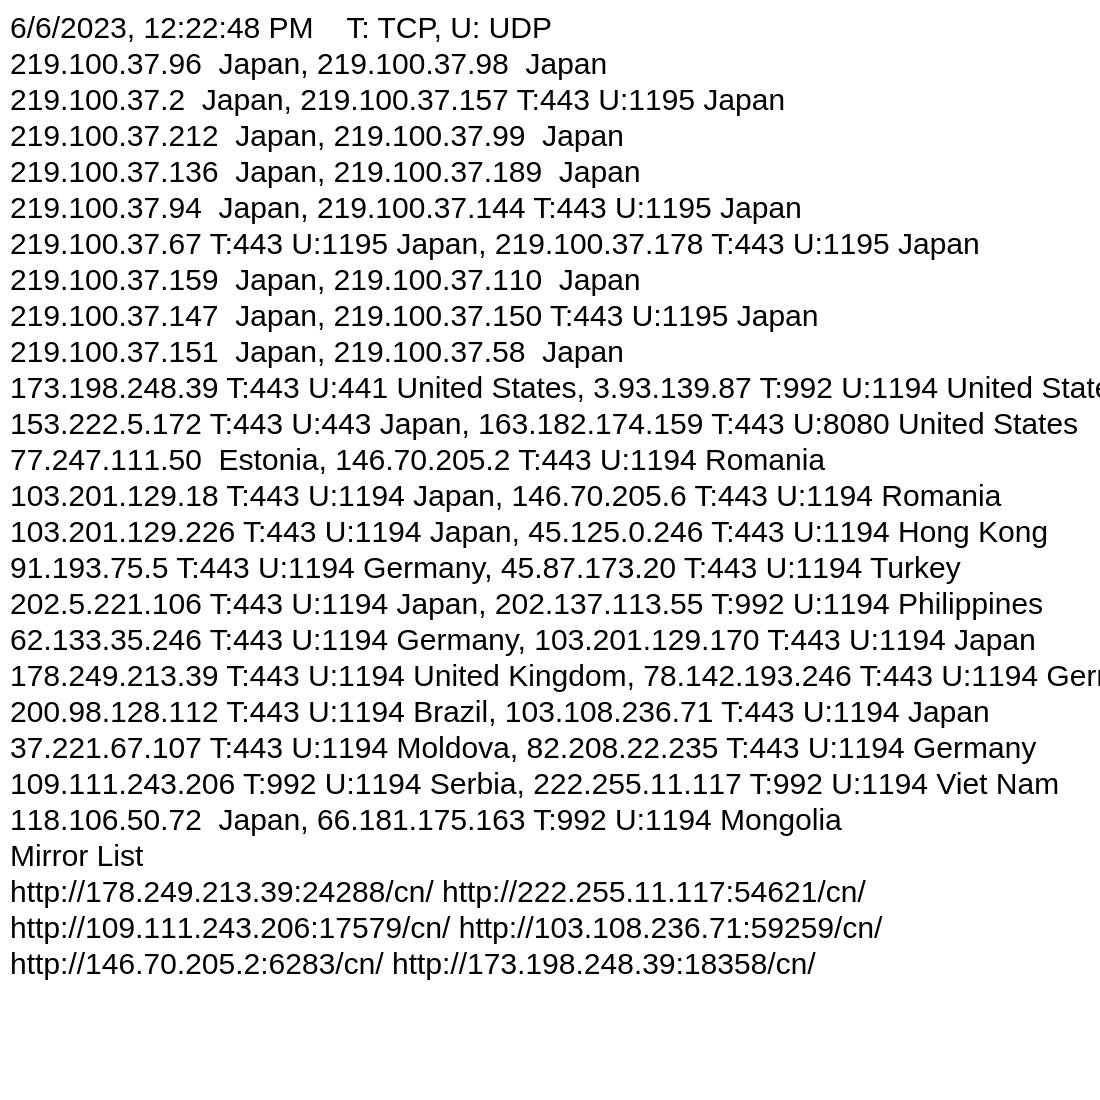 6/6/2023, 12:22:48 PM    T: TCP, U: UDP
219.100.37.96  Japan, 219.100.37.98  Japan
219.100.37.2  Japan, 219.100.37.157 T:443 U:1195 Japan
219.100.37.212  Japan, 219.100.37.99  Japan
219.100.37.136  Japan, 219.100.37.189  Japan
219.100.37.94  Japan, 219.100.37.144 T:443 U:1195 Japan
219.100.37.67 T:443 U:1195 Japan, 219.100.37.178 T:443 U:1195 Japan
219.100.37.159  Japan, 219.100.37.110  Japan
219.100.37.147  Japan, 219.100.37.150 T:443 U:1195 Japan
219.100.37.151  Japan, 219.100.37.58  Japan
173.198.248.39 T:443 U:441 United States, 3.93.139.87 T:992 U:1194 United State
153.222.5.172 T:443 U:443 Japan, 163.182.174.159 T:443 U:8080 United States
77.247.111.50  Estonia, 146.70.205.2 T:443 U:1194 Romania
103.201.129.18 T:443 U:1194 Japan, 146.70.205.6 T:443 U:1194 Romania
103.201.129.226 T:443 U:1194 Japan, 45.125.0.246 T:443 U:1194 Hong Kong
91.193.75.5 T:443 U:1194 Germany, 45.87.173.20 T:443 U:1194 Turkey
202.5.221.106 T:443 U:1194 Japan, 202.137.113.55 T:992 U:1194 Philippines
62.133.35.246 T:443 U:1194 Germany, 103.201.129.170 T:443 U:1194 Japan
178.249.213.39 T:443 U:1194 United Kingdom, 78.142.193.246 T:443 U:1194 Ger
200.98.128.112 T:443 U:1194 Brazil, 103.108.236.71 T:443 U:1194 Japan
37.221.67.107 T:443 U:1194 Moldova, 82.208.22.235 T:443 U:1194 Germany
109.111.243.206 T:992 U:1194 Serbia, 222.255.11.117 T:992 U:1194 Viet Nam
118.106.50.72  Japan, 66.181.175.163 T:992 U:1194 Mongolia
Mirror List
http://178.249.213.39:24288/cn/ http://222.255.11.117:54621/cn/
http://109.111.243.206:17579/cn/ http://103.108.236.71:59259/cn/
http://146.70.205.2:6283/cn/ http://173.198.248.39:18358/cn/